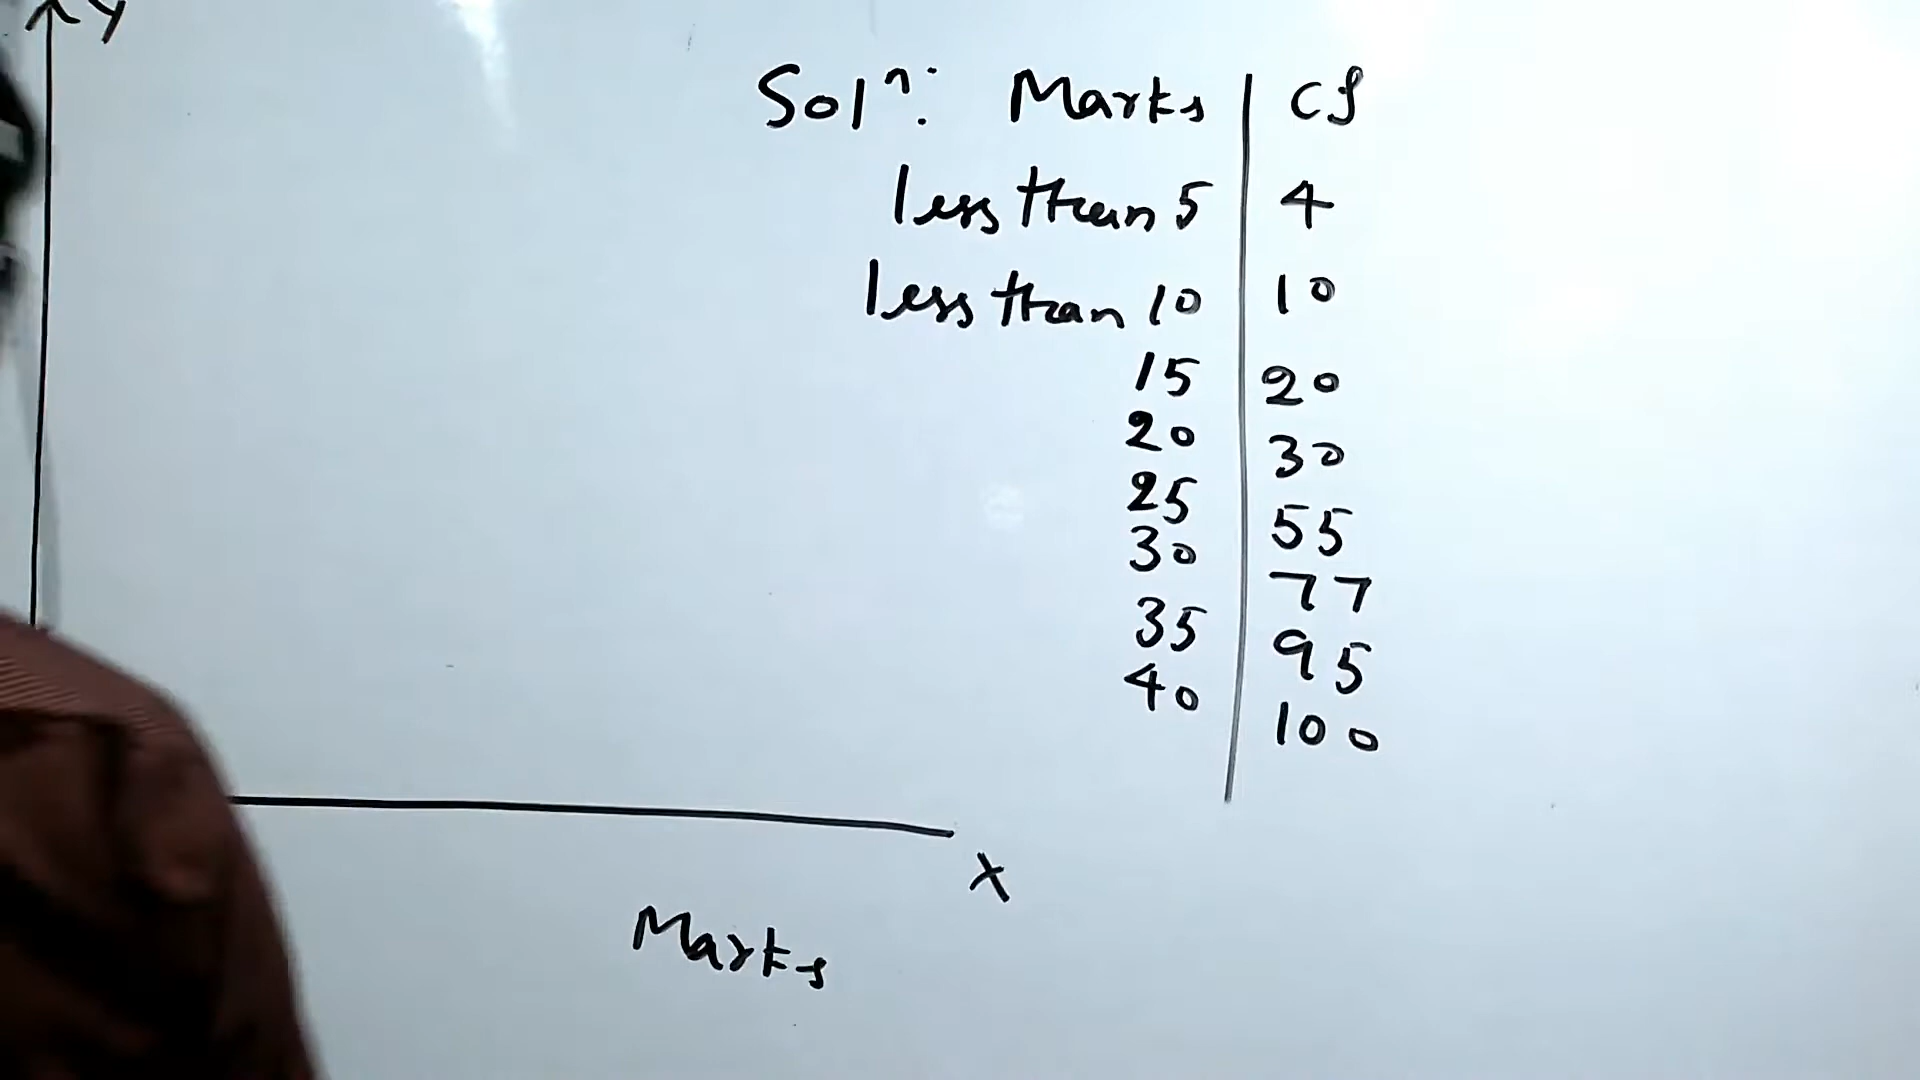 y
Solⁿ: Marks | cf
less than 5 | 4
less than 10 | 10
15 | 20
20 | 30
25 | 55
30 | 77
35 | 95
40 | 100
X
Marks